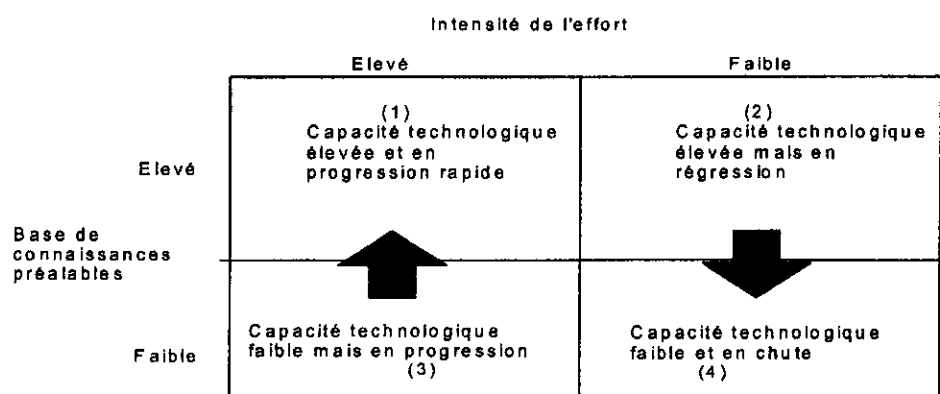 Intensité de l'effort
Elevé
Faible
(1)
Capacité technologique
élevée et en
progression rapide
(2)
Capacité technologique
élevée mais en
régression
Elevé
Base de
connaissances
préalables
Faible
Capacité technologique
faible mais en progression
(3)
Capacité technologique
faible et en chute
(4)